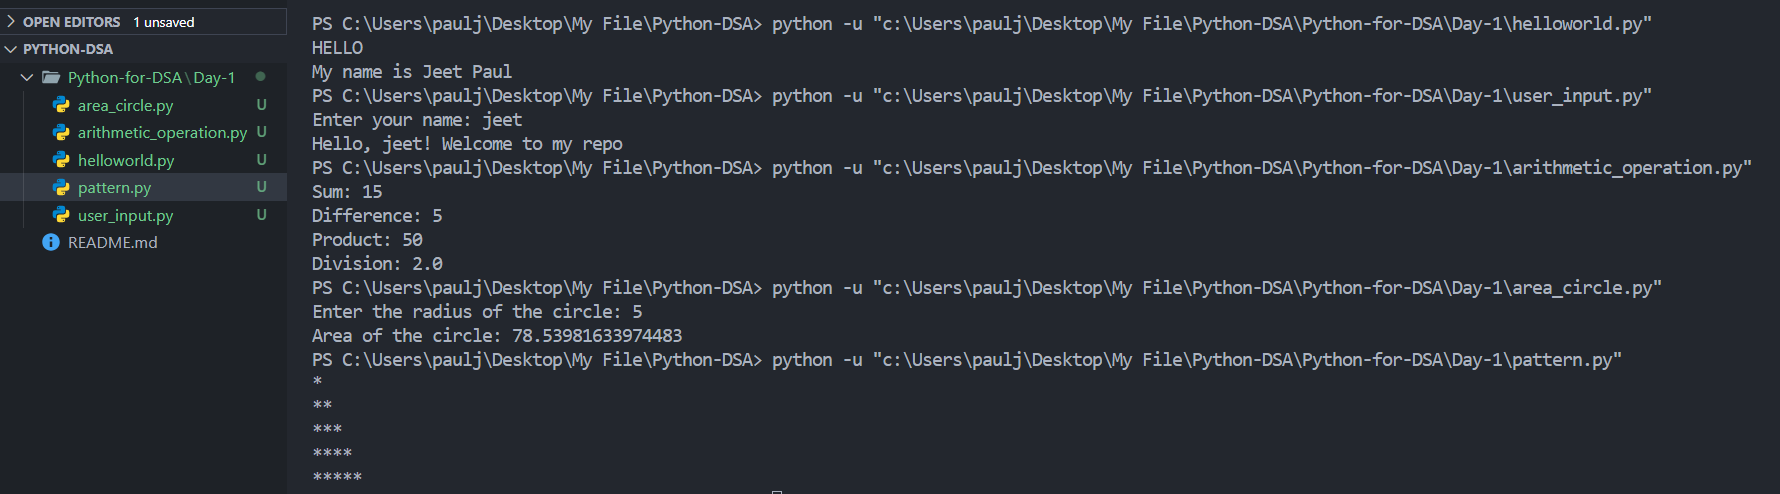 OPEN EDITORS 1 unsaved
PYTHON-DSA
Python-for-DSA\Day-1
area_circle.py U
arithmetic_operation.py U
helloworld.py U
pattern.py U
user_input.py U
README.md
PS C:\Users\paulj\Desktop\My File\Python-DSA> python -u "c:\Users\paulj\Desktop\My File\Python-DSA\Python-for-DSA\Day-1\helloworld.py"
HELLO
My name is Jeet Paul
PS C:\Users\paulj\Desktop\My File\Python-DSA> python -u "c:\Users\paulj\Desktop\My File\Python-DSA\Python-for-DSA\Day-1\user_input.py"
Enter your name: jeet
Hello, jeet! Welcome to my repo
PS C:\Users\paulj\Desktop\My File\Python-DSA> python -u "c:\Users\paulj\Desktop\My File\Python-DSA\Python-for-DSA\Day-1\arithmetic_operation.py"
Sum: 15
Difference: 5
Product: 50
Division: 2.0
PS C:\Users\paulj\Desktop\My File\Python-DSA> python -u "c:\Users\paulj\Desktop\My File\Python-DSA\Python-for-DSA\Day-1\area_circle.py"
Enter the radius of the circle: 5
Area of the circle: 78.53981633974483
PS C:\Users\paulj\Desktop\My File\Python-DSA> python -u "c:\Users\paulj\Desktop\My File\Python-DSA\Python-for-DSA\Day-1\pattern.py"
*
**
***
****
*****